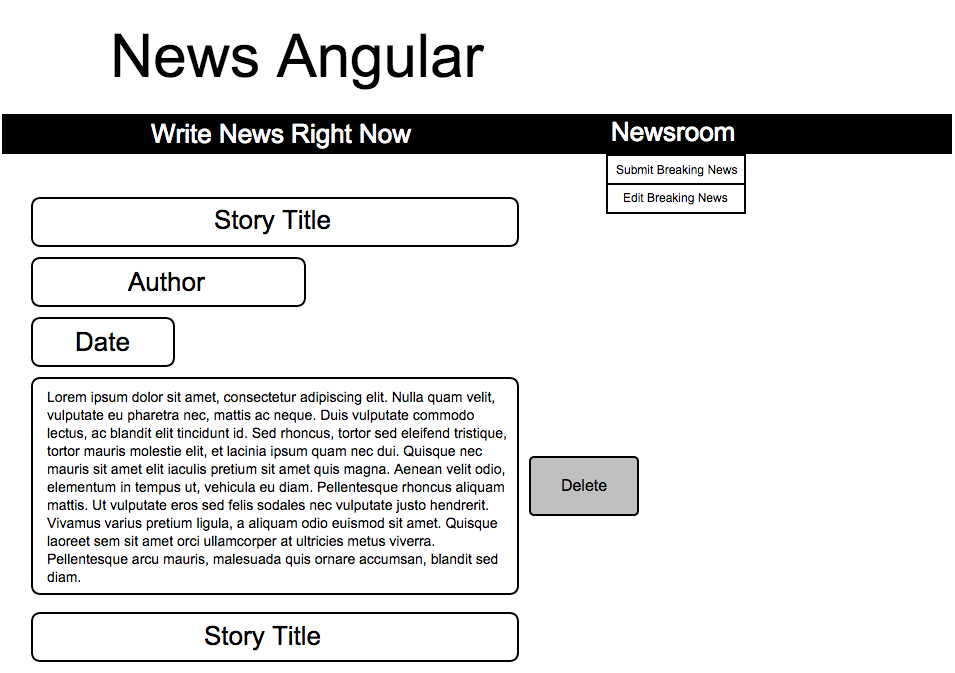 News Angular
Write News Right Now
Newsroom
Submit Breaking News
Edit Breaking News
Story Title
Author
Date
Lorem ipsum dolor sit amet, consectetur adipiscing elit. Nulla quam velit,
vulputate eu pharetra nec, mattis ac neque. Duis vulputate commodo
lectus, ac blandit elit tincidunt id. Sed rhoncus, tortor sed eleifend tristique,
tortor mauris molestie elit, et lacinia ipsum quam nec dui. Quisque nec
mauris sit amet elit iaculis pretium sit amet quis magna. Aenean velit odio,
elementum in tempus ut, vehicula eu diam. Pellentesque rhoncus aliquam
mattis. Ut vulputate eros sed felis sodales nec vulputate justo hendrerit.
Vivamus varius pretium ligula, a aliquam odio euismod sit amet. Quisque
laoreet sem sit amet orci ullamcorper at ultricies metus viverra.
Pellentesque arcu mauris, malesuada quis ornare accumsan, blandit sed
diam.
Delete
Story Title